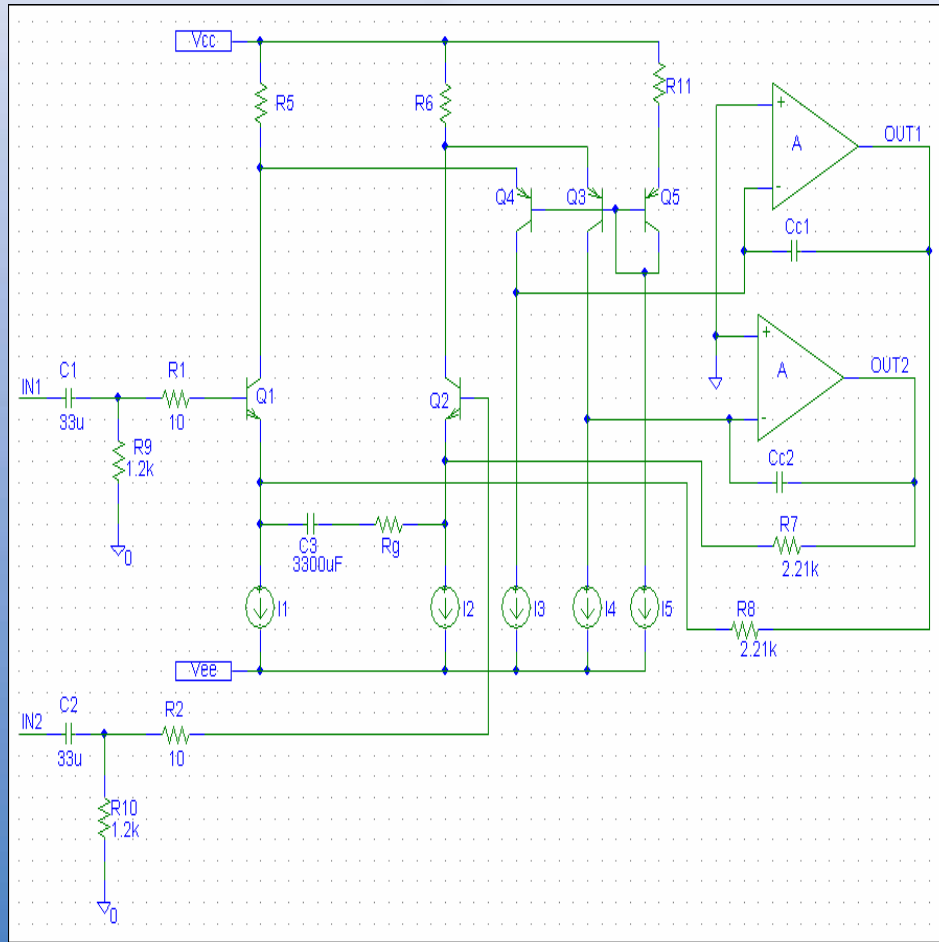 Vcc
R5
R6
R11
A
OUT1
Q4
Q3
Q5
Cc1
C1
R1
IN1
33u
10
Q1
Q2
A
OUT2
R9
1.2k
Cc2
C3
3300uF
Rg
R7
2.21k
0
I1
I2
I3
I4
I5
R8
2.21k
Vee
C2
R2
IN2
33u
10
R10
1.2k
0
+
-
+
-